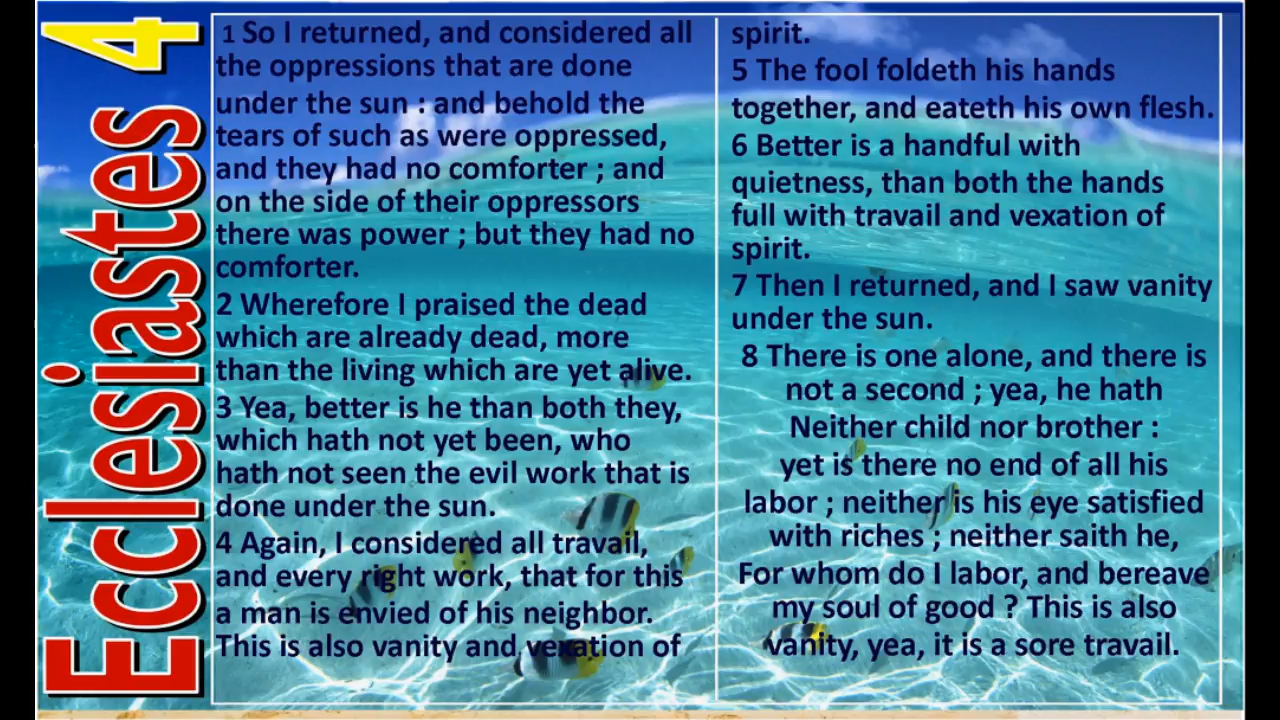 Ecclesiastes 4
1 So I returned, and considered all
the oppressions that are done
under the sun : and behold the
tears of such as were oppressed,
and they had no comforter ; and
on the side of their oppressors
there was power ; but they had no
comforter.
2 Wherefore I praised the dead
which are already dead, more
than the living which are yet alive.
3 Yea, better is he than both they,
which hath not yet been, who
hath not seen the evil work that is
done under the sun.
4 Again, I considered all travail,
and every right work, that for this
a man is envied of his neighbor.
This is also vanity and vexation of
spirit.
5 The fool foldeth his hands
together, and eateth his own flesh.
6 Better is a handful with
quietness, than both the hands
full with travail and vexation of
spirit.
7 Then I returned, and I saw vanity
under the sun.
8 There is one alone, and there is
not a second ; yea, he hath
Neither child nor brother :
yet is there no end of all his
labor ; neither is his eye satisfied
with riches ; neither saith he,
For whom do I labor, and bereave
my soul of good ? This is also
vanity, yea, it is a sore travail.